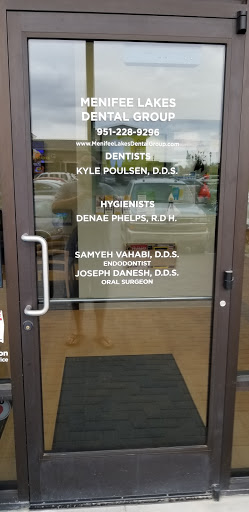 MENIFEE LAKES
DENTAL GROUP
951-228-9296
www.MenifeeLakesDentalGroup.com
DENTISTS
KYLE POULSEN, D.D.S.
HYGIENISTS
DENAE PHELPS, R.D.H.
SAMYEH VAHABI, D.D.S.
ENDODONTIST
JOSEPH DANESH, D.D.S.
ORAL SURGEON